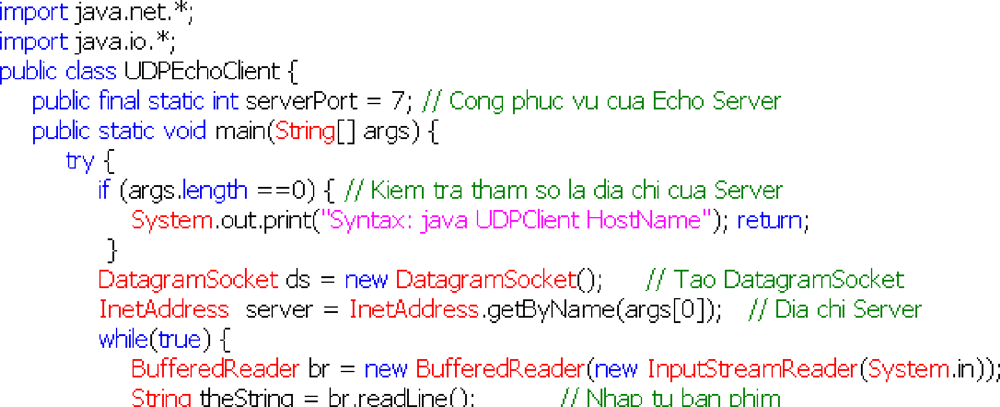 import java.net.*;
import java.io.*;
public class UDPEchoClient {
public final static int serverPort = 7; // Cong phuc vu cua Echo Server
public static void main(String[] args) {
try {
if (args.length ==0) { // Kiem tra tham so la dia chi cua Server
System.out.print("Syntax: java UDPClient HostName"); return;
}
DatagramSocket ds = new DatagramSocket(); // Tao DatagramSocket
InetAddress server = InetAddress.getByName(args[0]); // Dia chi Server
while(true) {
BufferedReader br = new BufferedReader(new InputStreamReader(System.in));
String theString = br.readLine(); // Nhap tu ban phim